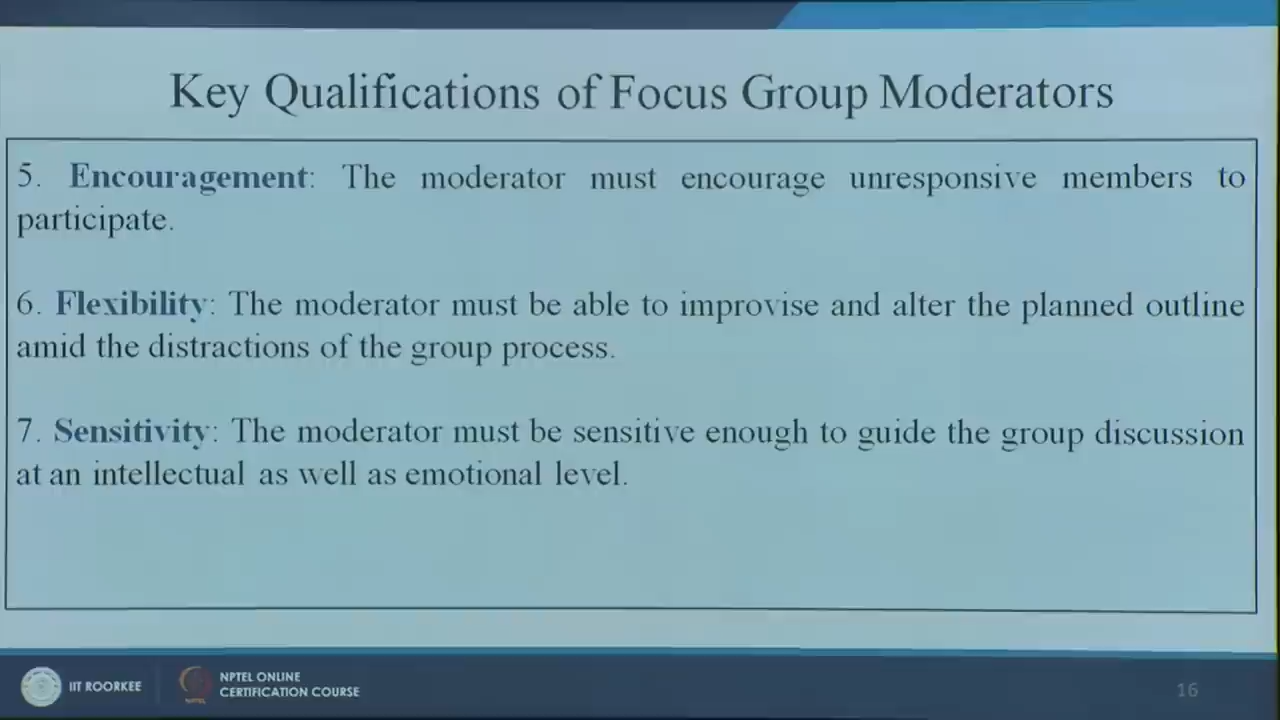 Key Qualifications of Focus Group Moderators
5. Encouragement: The moderator must encourage unresponsive members to
participate.
6. Flexibility: The moderator must be able to improvise and alter the planned outline
amid the distractions of the group process.
7. Sensitivity: The moderator must be sensitive enough to guide the group discussion
at an intellectual as well as emotional level.
IIT ROORKEE
NPTEL ONLINE
CERTIFICATION COURSE
16